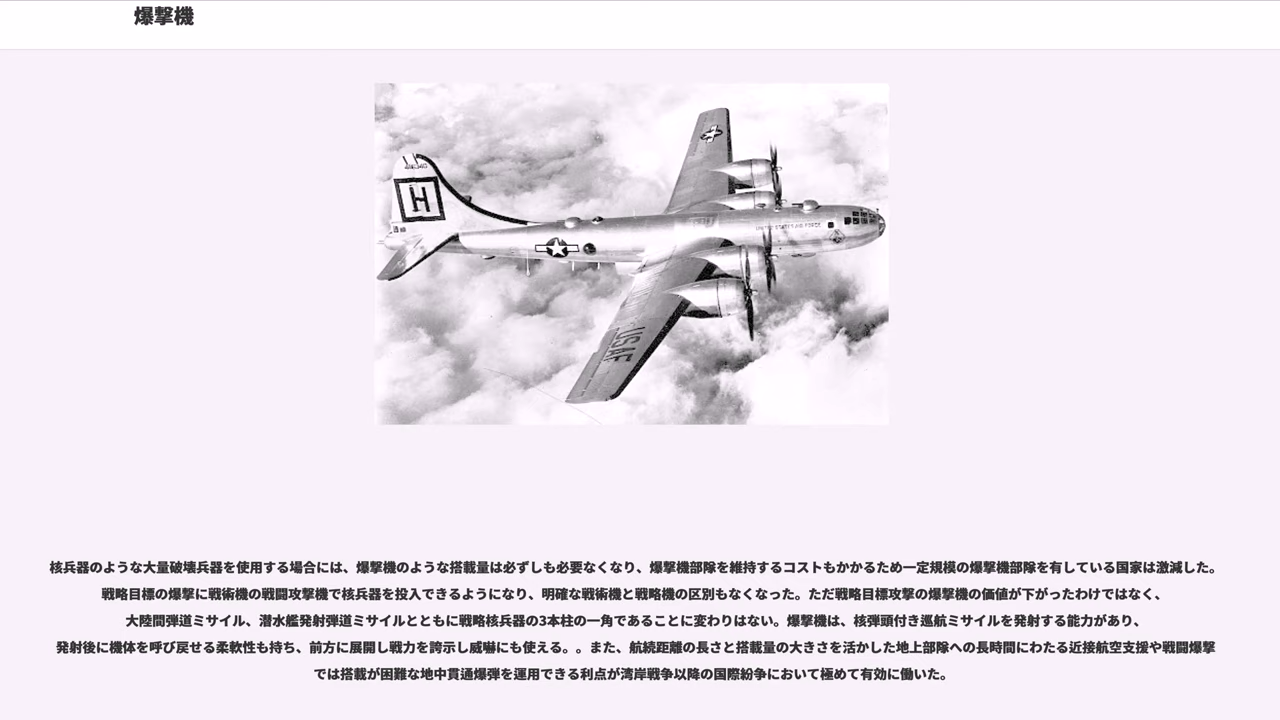 爆撃機
H
UNITED STATES AIR FORCE
USAF
核兵器のような大量破壊兵器を使用する場合には、爆撃機のような搭載量は必ずしも必要なくなり、爆撃機部隊を維持するコストもかかるため一定規模の爆撃機部隊を有している国家は激減した。
戦略目標の爆撃に戦術機の戦闘攻撃機で核兵器を投入できるようになり、明確な戦術機と戦略機の区別もなくなった。ただ戦略目標攻撃の爆撃機の価値が下がったわけではなく、
大陸間弾道ミサイル、潜水艦発射弾道ミサイルとともに戦略核兵器の3本柱の一角であることに変わりはない。爆撃機は、核弾頭付き巡航ミサイルを発射する能力があり、
発射後に機体を呼び戻せる柔軟性も持ち、前方に展開し戦力を誇示し威嚇にも使える。。また、航続距離の長さと搭載量の大きさを活かした地上部隊への長時間にわたる近接航空支援や戦闘爆撃
では搭載が困難な地中貫通爆弾を運用できる利点が湾岸戦争以降の国際紛争において極めて有効に働いた。